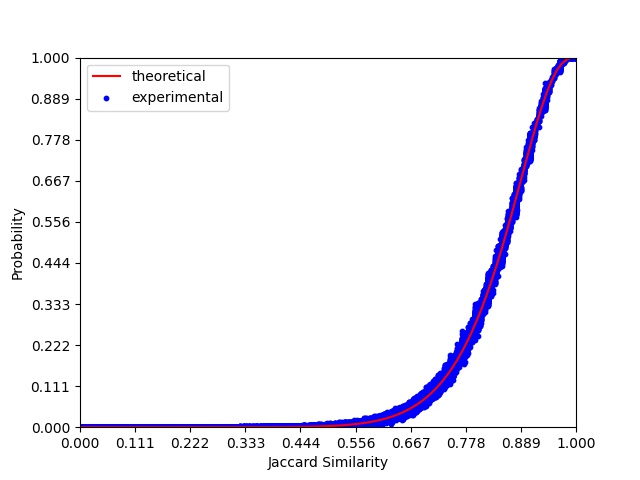 1.000
0.889
0.778
0.667
0.556
0.444
0.333
0.222
0.111
0.000
Probability
theoretical
experimental
0.000 0.111 0.222 0.333 0.444 0.556 0.667 0.778 0.889 1.000
Jaccard Similarity